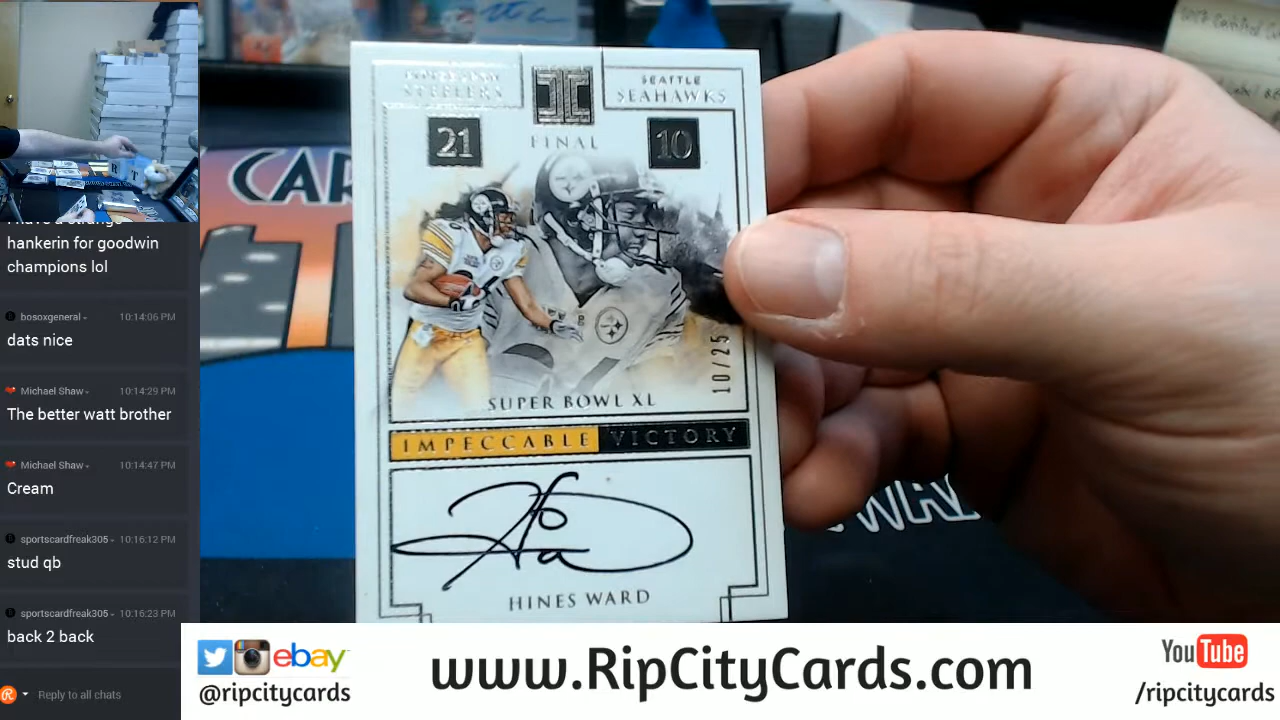 hankerin for goodwin
champions lol
bosoxgeneral
10:14:06 PM
dats nice
Michael Shaw
10:14:29 PM
The better watt brother
Michael Shaw
10:14:47 PM
Cream
sportscardfreak305
10:16:12 PM
stud qb
sportscardfreak305
10:16:23 PM
back 2 back
Reply to all chats
STEELERS
SEATTLE
SEAHAWKS
21
FINAL
10
10/25
SUPER BOWL XL
IMPECCABLE VICTORY
HINES WARD
CAR
ebay
@ripcitycards
www.RipCityCards.com
YouTube
/ripcitycards